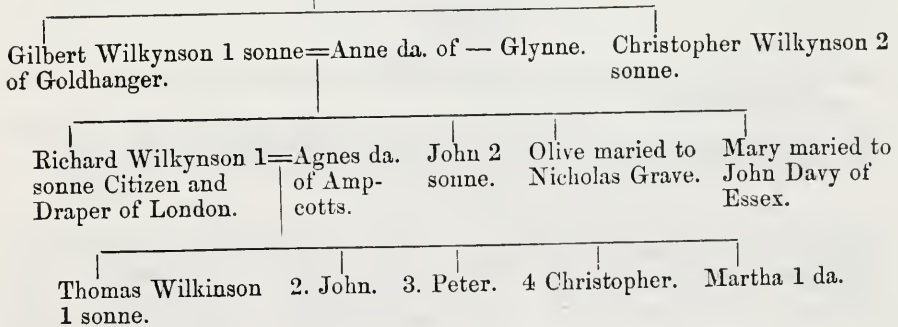 Gilbert Wilkynson 1 sonne=Anne da. of — Glynne.
of Goldhanger.
Christopher Wilkynson 2
sonne.
Richard Wilkynson 1=Agnes da.
sonne Citizen and of Amp-
Draper of London. cotts.
John 2
sonne.
Olive maried to
Nicholas Grave.
Mary maried to
John Davy of
Essex.
Thomas Wilkinson
1 sonne.
2. John.
3. Peter.
4 Christopher.
Martha 1 da.